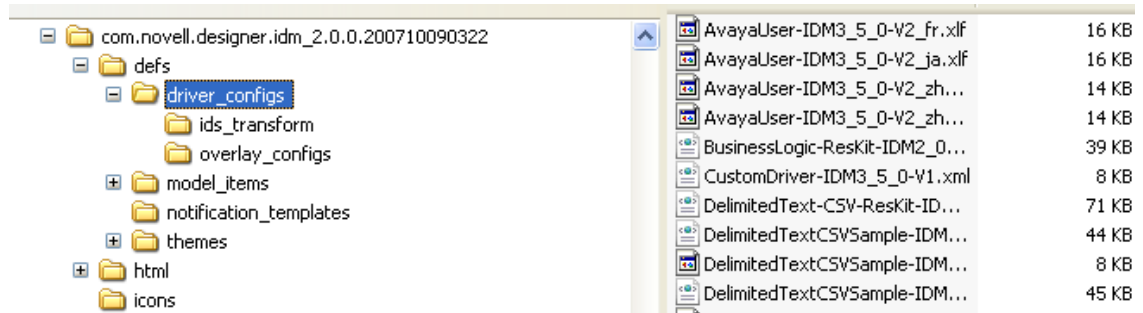 com.novell.designer.idm_2.0.0.200710090322
defs
driver_configs
ids_transform
overlay_configs
model_items
notification_templates
themes
html
icons
AvayaUser-IDM3_5_0-V2_fr.xlf 16 KB
AvayaUser-IDM3_5_0-V2_ja.xlf 16 KB
AvayaUser-IDM3_5_0-V2_zh... 14 KB
AvayaUser-IDM3_5_0-V2_zh... 14 KB
BusinessLogic-ResKit-IDM2_0... 39 KB
CustomDriver-IDM3_5_0-V1.xml 8 KB
DelimitedText-CSV-ResKit-ID... 71 KB
DelimitedTextCSVSample-IDM... 44 KB
DelimitedTextCSVSample-IDM... 8 KB
DelimitedTextCSVSample-IDM... 45 KB